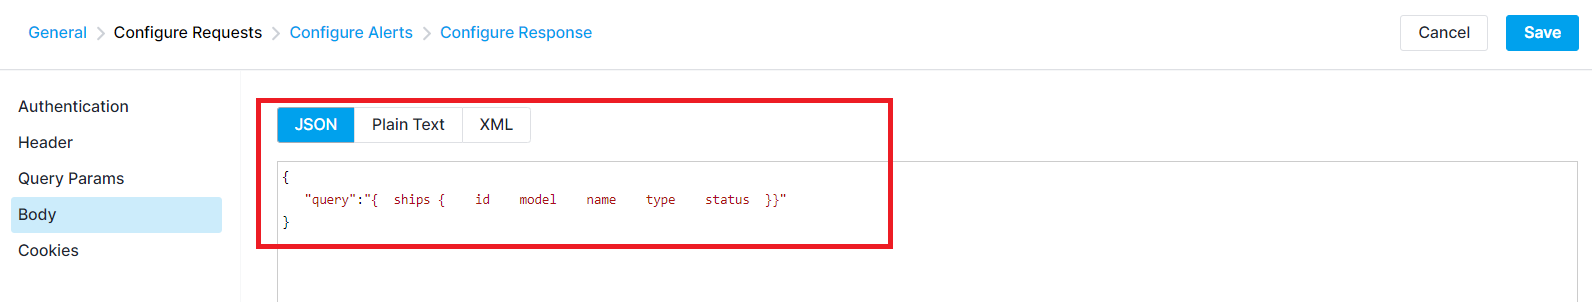 General > Configure Requests > Configure Alerts > Configure Response
Cancel
Save
Authentication
Header
Query Params
Body
Cookies
JSON
Plain Text
XML
{
"query":"{  ships {    id    model    name    type    status  }}"
}